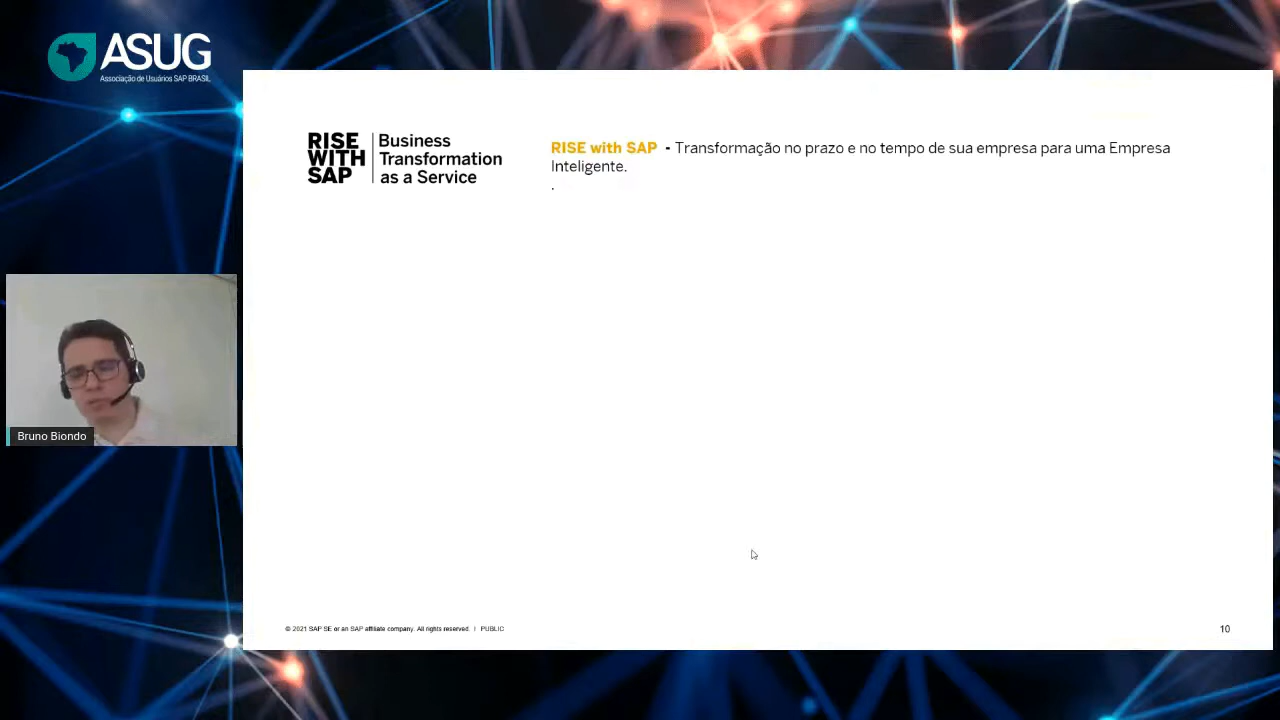 ASUG
Associação de Usuários SAP BRASIL
RISE
WITH
SAP
Business
Transformation
as a Service
RISE with SAP - Transformação no prazo e no tempo de sua empresa para uma Empresa
Inteligente.
.
Bruno Biondo
© 2021 SAP SE or an SAP affiliate company. All rights reserved. I PUBLIC
10